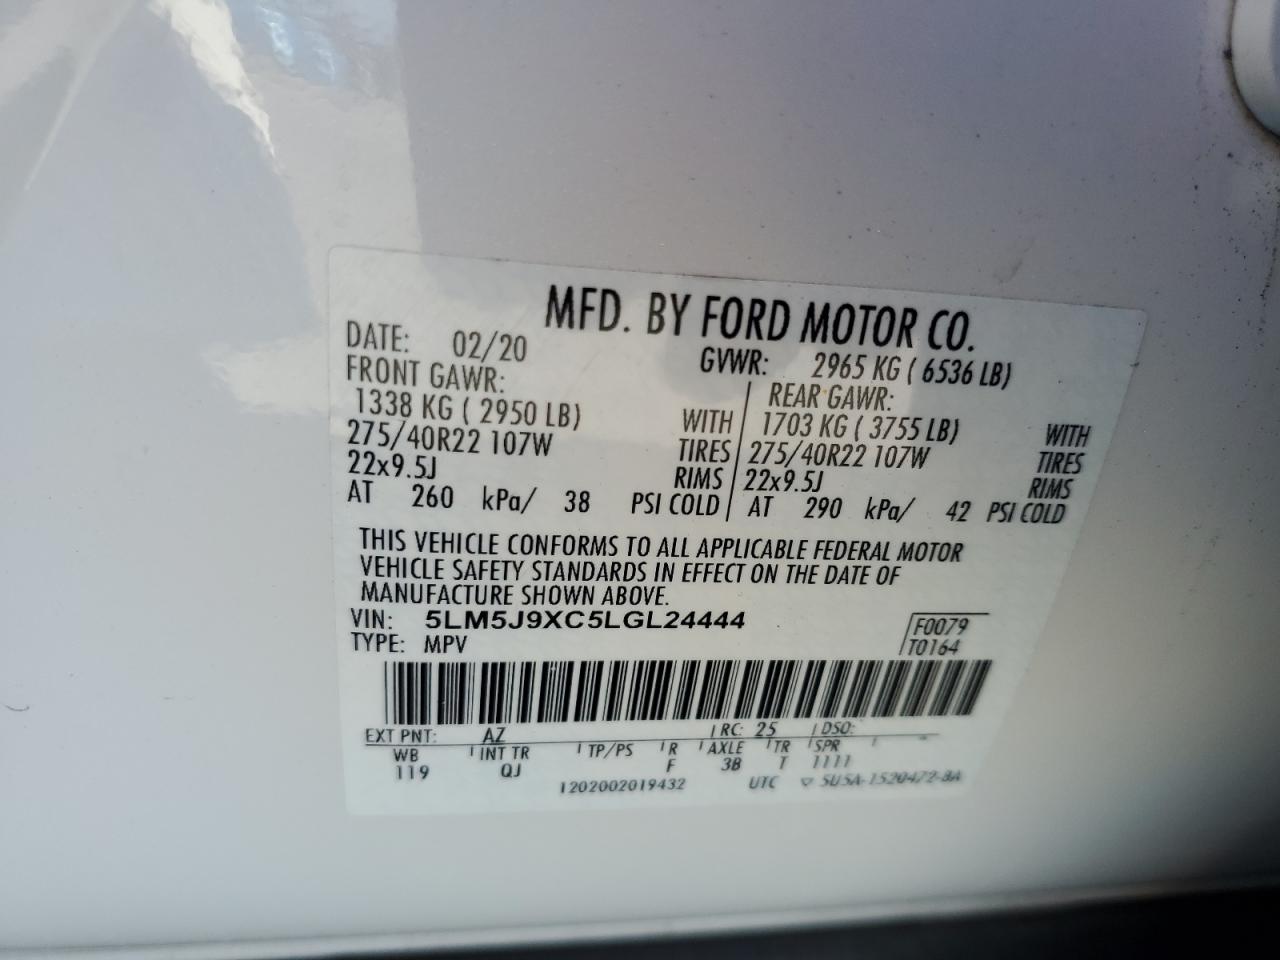 MFD. BY FORD MOTOR CO.
DATE: 02/20 GVWR: 2965 KG ( 6536 LB)
FRONT GAWR: REAR GAWR:
1338 KG ( 2950 LB) WITH 1703 KG ( 3755 LB) WITH
275/40R22 107W TIRES 275/40R22 107W TIRES
22x9.5J RIMS 22x9.5J RIMS
AT 260 kPa/ 38 PSI COLD AT 290 kPa/ 42 PSI COLD
THIS VEHICLE CONFORMS TO ALL APPLICABLE FEDERAL MOTOR
VEHICLE SAFETY STANDARDS IN EFFECT ON THE DATE OF
MANUFACTURE SHOWN ABOVE.
VIN: 5LM5J9XC5LGL24444 F0079
TYPE: MPV T0164
EXT PNT: AZ RC: 25 DSO:
WB INT TR TP/PS R AXLE TR SPR
119 QJ F 3B T 1111
1202002019432 UTC ▽ 5U5A-1520472-BA